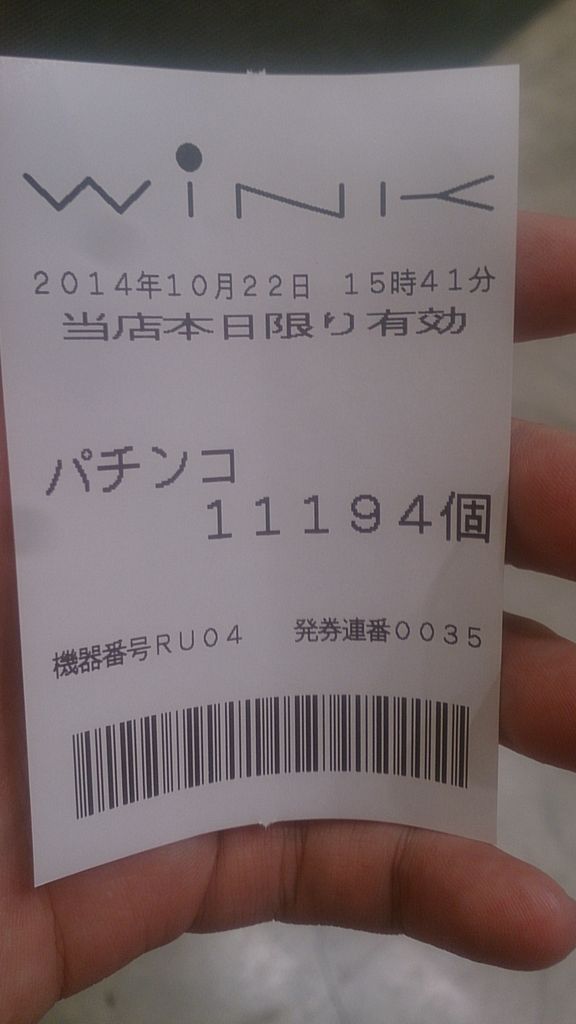 WiNK
2014年10月22日 15時41分
当店本日限り有効
パチンコ
11194個
機器番号RU04 発券連番0035